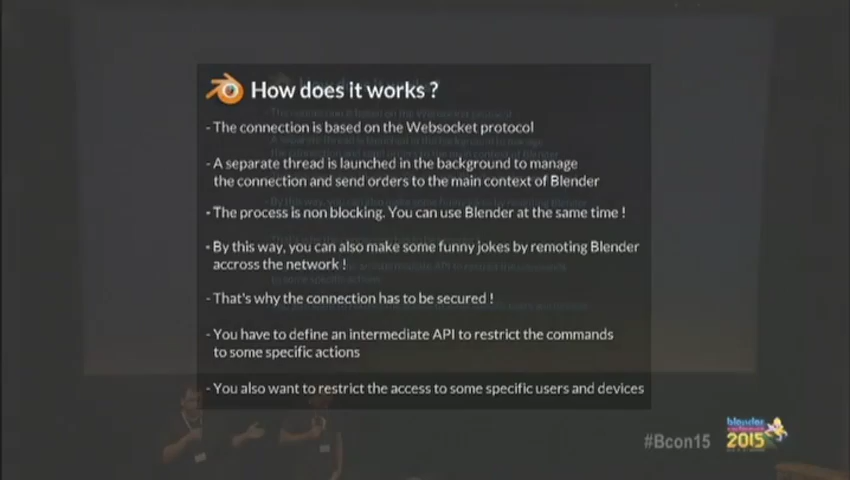 How does it works ?
- The connection is based on the Websocket protocol
- A separate thread is launched in the background to manage
the connection and send orders to the main context of Blender
- The process is non blocking. You can use Blender at the same time !
- By this way, you can also make some funny jokes by remoting Blender
accross the network !
- That's why the connection has to be secured !
- You have to define an intermediate API to restrict the commands
to some specific actions
- You also want to restrict the access to some specific users and devices
#Bcon15
blender
conference
2015